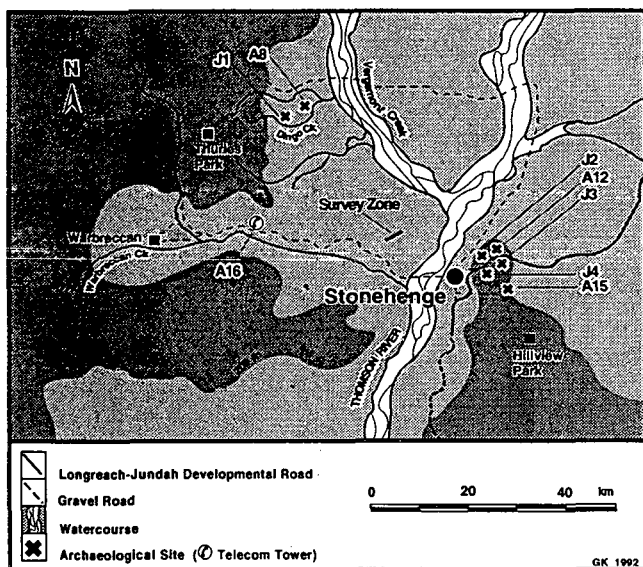 J1
A8
N
Vergemont Creek
Dingo Ck
Thurles
Park
J2
A12
J3
Survey Zone
Warbreccan
Warbreccan Ck
A16
Stonehenge
J4
A15
THOMSON RIVER
Hillview
Park
Longreach-Jundah Developmental Road
Gravel Road
Watercourse
Archaeological Site ( Telecom Tower)
0 20 40 km
GK 1992